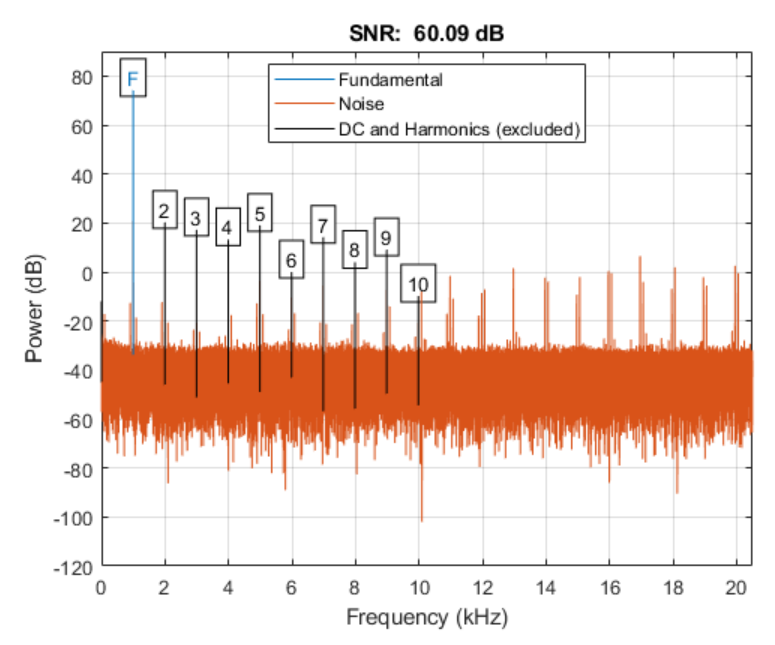 SNR: 60.09 dB
Fundamental
Noise
DC and Harmonics (excluded)
F
2
3
4
5
6
7
8
9
10
80
60
40
20
0
-20
-40
-60
-80
-100
-120
Power (dB)
0 2 4 6 8 10 12 14 16 18 20
Frequency (kHz)